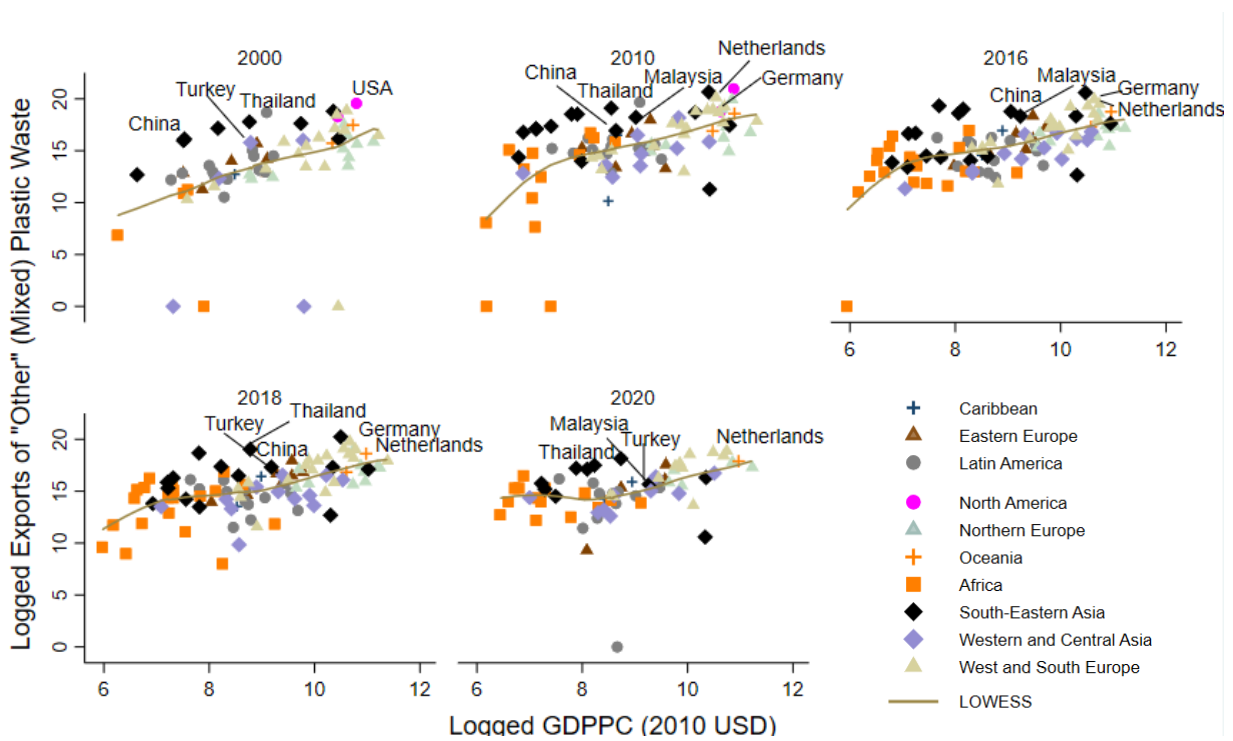 Logged Exports of "Other" (Mixed) Plastic Waste
2000
Turkey
USA
Thailand
China
20
15
10
5
0
2010
Netherlands
China
Malaysia
Germany
Thailand
2016
Malaysia
Germany
China
Netherlands
6 8 10 12
2018
Thailand
Turkey
Germany
China
Netherlands
20
15
10
5
0
6 8 10 12
2020
Malaysia
Turkey
Netherlands
Thailand
6 8 10 12
Logged GDPPC (2010 USD)
Caribbean
Eastern Europe
Latin America
North America
Northern Europe
Oceania
Africa
South-Eastern Asia
Western and Central Asia
West and South Europe
LOWESS